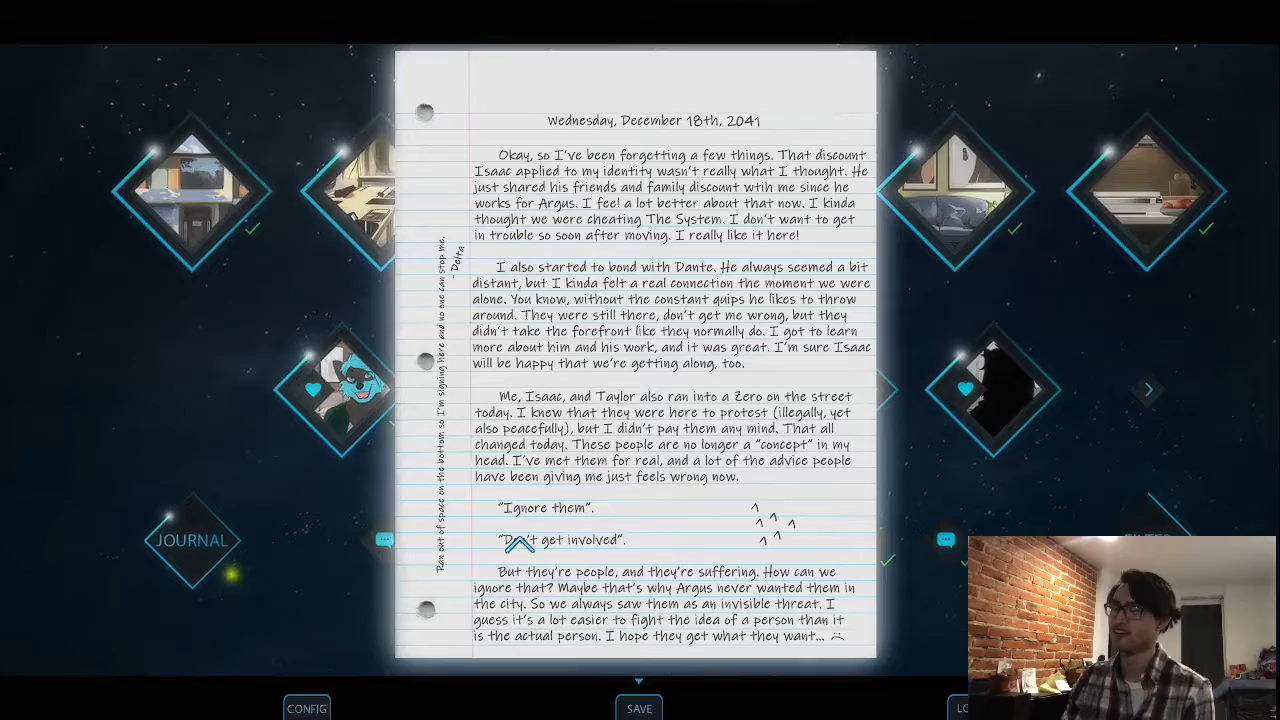 Wednesday, December 18th, 2041
Okay, so I've been forgetting a few things. That discount
Isaac applied to my identity wasn't really what I thought. He
just shared his friends and family discount wtih me since he
works for Argus. I feel a lot better about that now. I kinda
thought we were cheating The System. I don't want to get
in trouble so soon after moving. I really like it here!
I also started to bond with Dante. He always seemed a bit
distant, but I kinda felt a real connection the moment we were
alone. You know, without the constant quips he likes to throw
around. They were still there, don't get me wrong, but they
didn't take the forefront like they normally do. I got to learn
more about him and his work, and it was great. I'm sure Isaac
will be happy that we're getting along, too.
Me, Isaac, and Taylor also ran into a Zero on the street
today. I knew that they were here to protest (illegally, yet
also peacefully), but I didn't pay them any mind. That all
changed today. These people are no longer a "concept" in my
head. I've met them for real, and a lot of the advice people
have been giving me just feels wrong now.
"Ignore them".
"Don't get involved".
But they're people, and they're suffering. How can we
ignore that? Maybe that's why Argus never wanted them in
the city. So we always saw them as an invisible threat. I
guess it's a lot easier to fight the idea of a person than it
is the actual person. I hope they get what they want... :(
Ran out of space on the bottom so I'm signing here and no one can stop me.
- Delta
JOURNAL
CONFIG
SAVE